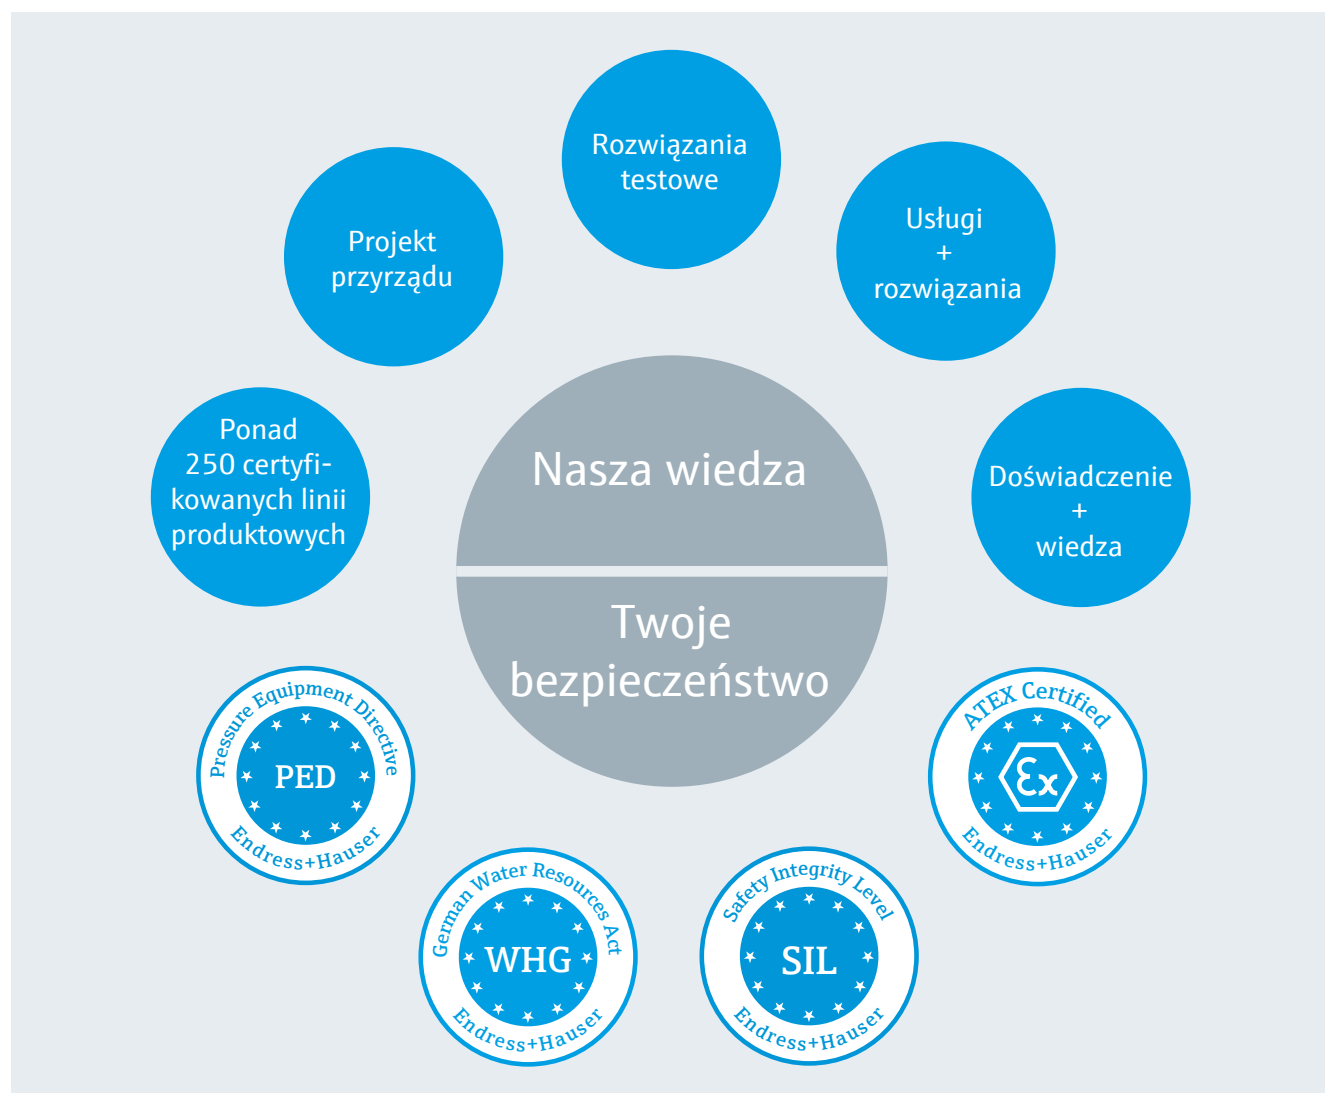 Rozwiązania
testowe
Usługi
+
rozwiązania
Projekt
przyrządu
Ponad
250 certyfi-
kowanych linii
produktowych
Nasza wiedza
Twoje
bezpieczeństwo
Doświadczenie
+
wiedza
Pressure Equipment Directive
PED
Endress+Hauser
ATEX Certified
Ex
Endress+Hauser
German Water Resources Act
WHG
Endress+Hauser
Safety Integrity Level
SIL
Endress+Hauser